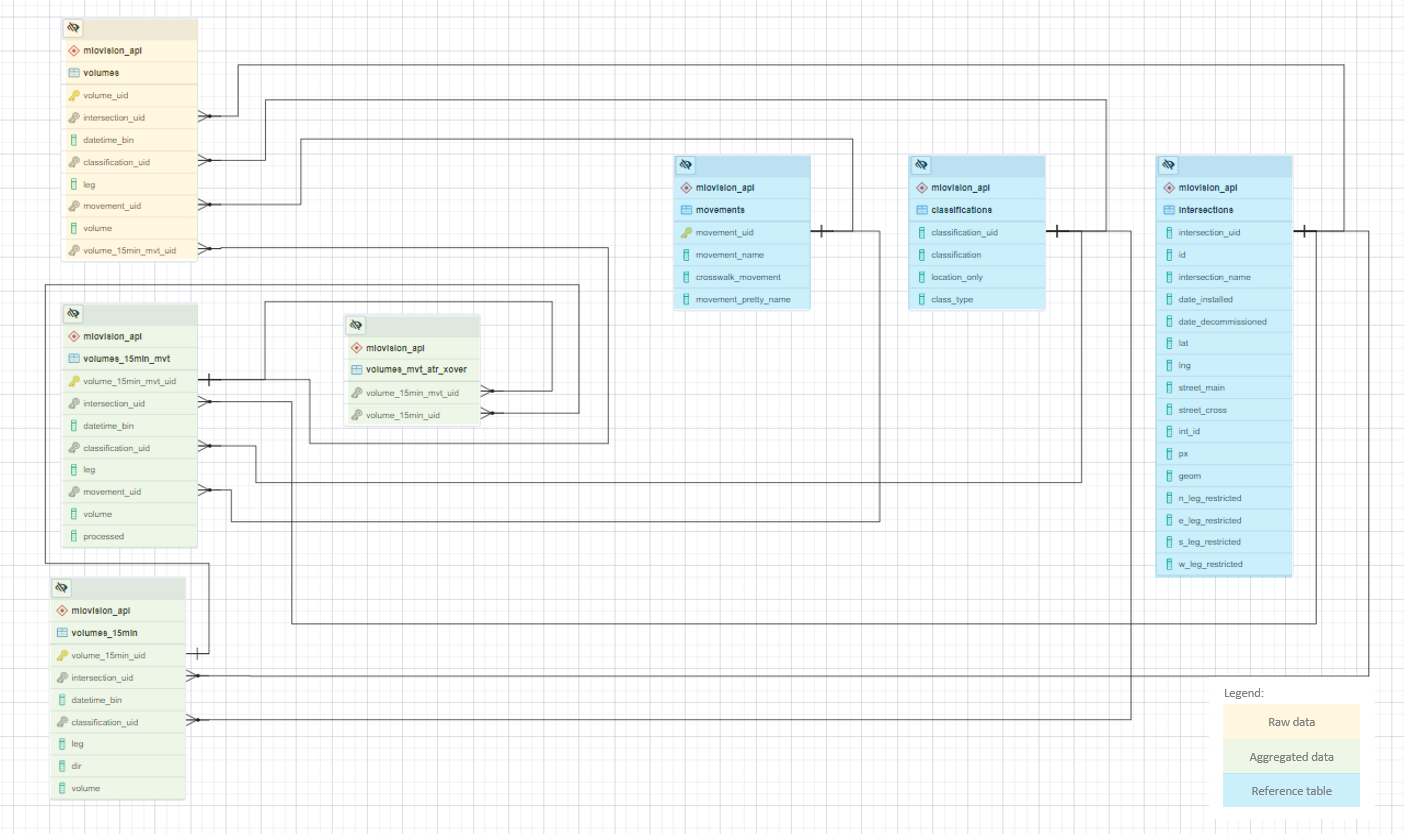 miovision_api
volumes
volume_uid
intersection_uid
datetime_bin
classification_uid
leg
movement_uid
volume
volume_15min_mvt_uid
miovision_api
volumes_15min_mvt
volume_15min_mvt_uid
intersection_uid
datetime_bin
classification_uid
leg
movement_uid
volume
processed
miovision_api
volumes_15min
volume_15min_uid
intersection_uid
datetime_bin
classification_uid
leg
dir
volume
miovision_api
volumes_mvt_atr_xover
volume_15min_mvt_uid
volume_15min_uid
miovision_api
movements
movement_uid
movement_name
crosswalk_movement
movement_pretty_name
miovision_api
classifications
classification_uid
classification
location_only
class_type
miovision_api
intersections
intersection_uid
id
intersection_name
date_installed
date_decommissioned
lat
lng
street_main
street_cross
int_id
px
geom
n_leg_restricted
e_leg_restricted
s_leg_restricted
w_leg_restricted
Legend:
Raw data
Aggregated data
Reference table